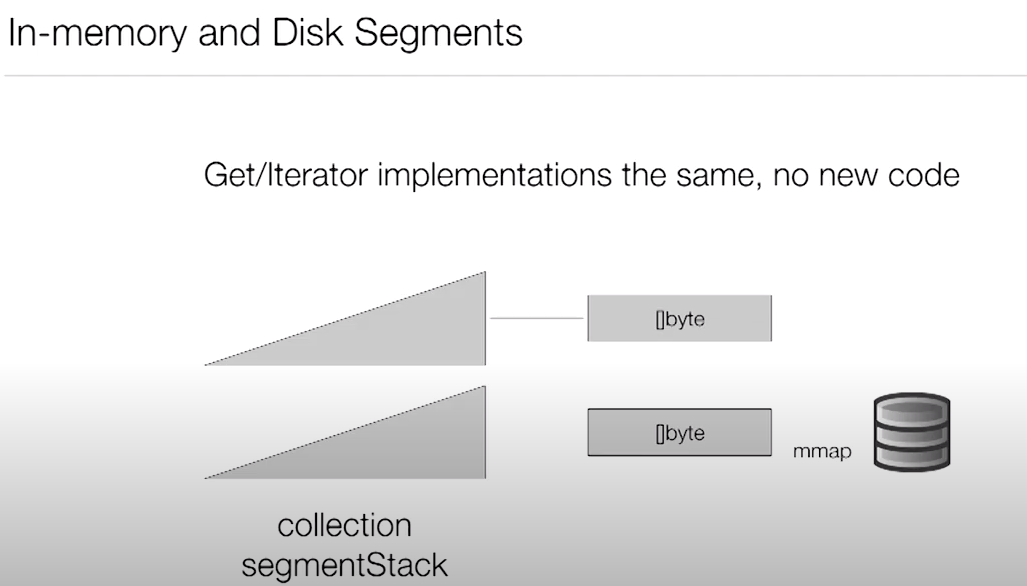 In-memory and Disk Segments
Get/Iterator implementations the same, no new code
[]byte
[]byte
mmap
collection
segmentStack